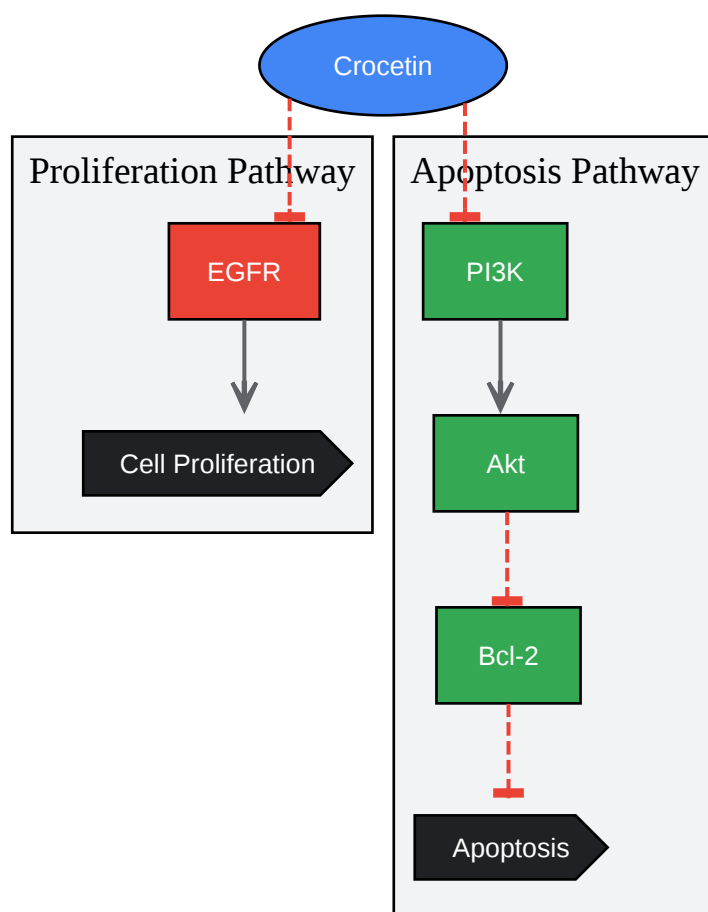 Crocetin
Proliferation Pathway
EGFR
Cell Proliferation
Apoptosis Pathway
PI3K
Akt
Bcl-2
Apoptosis